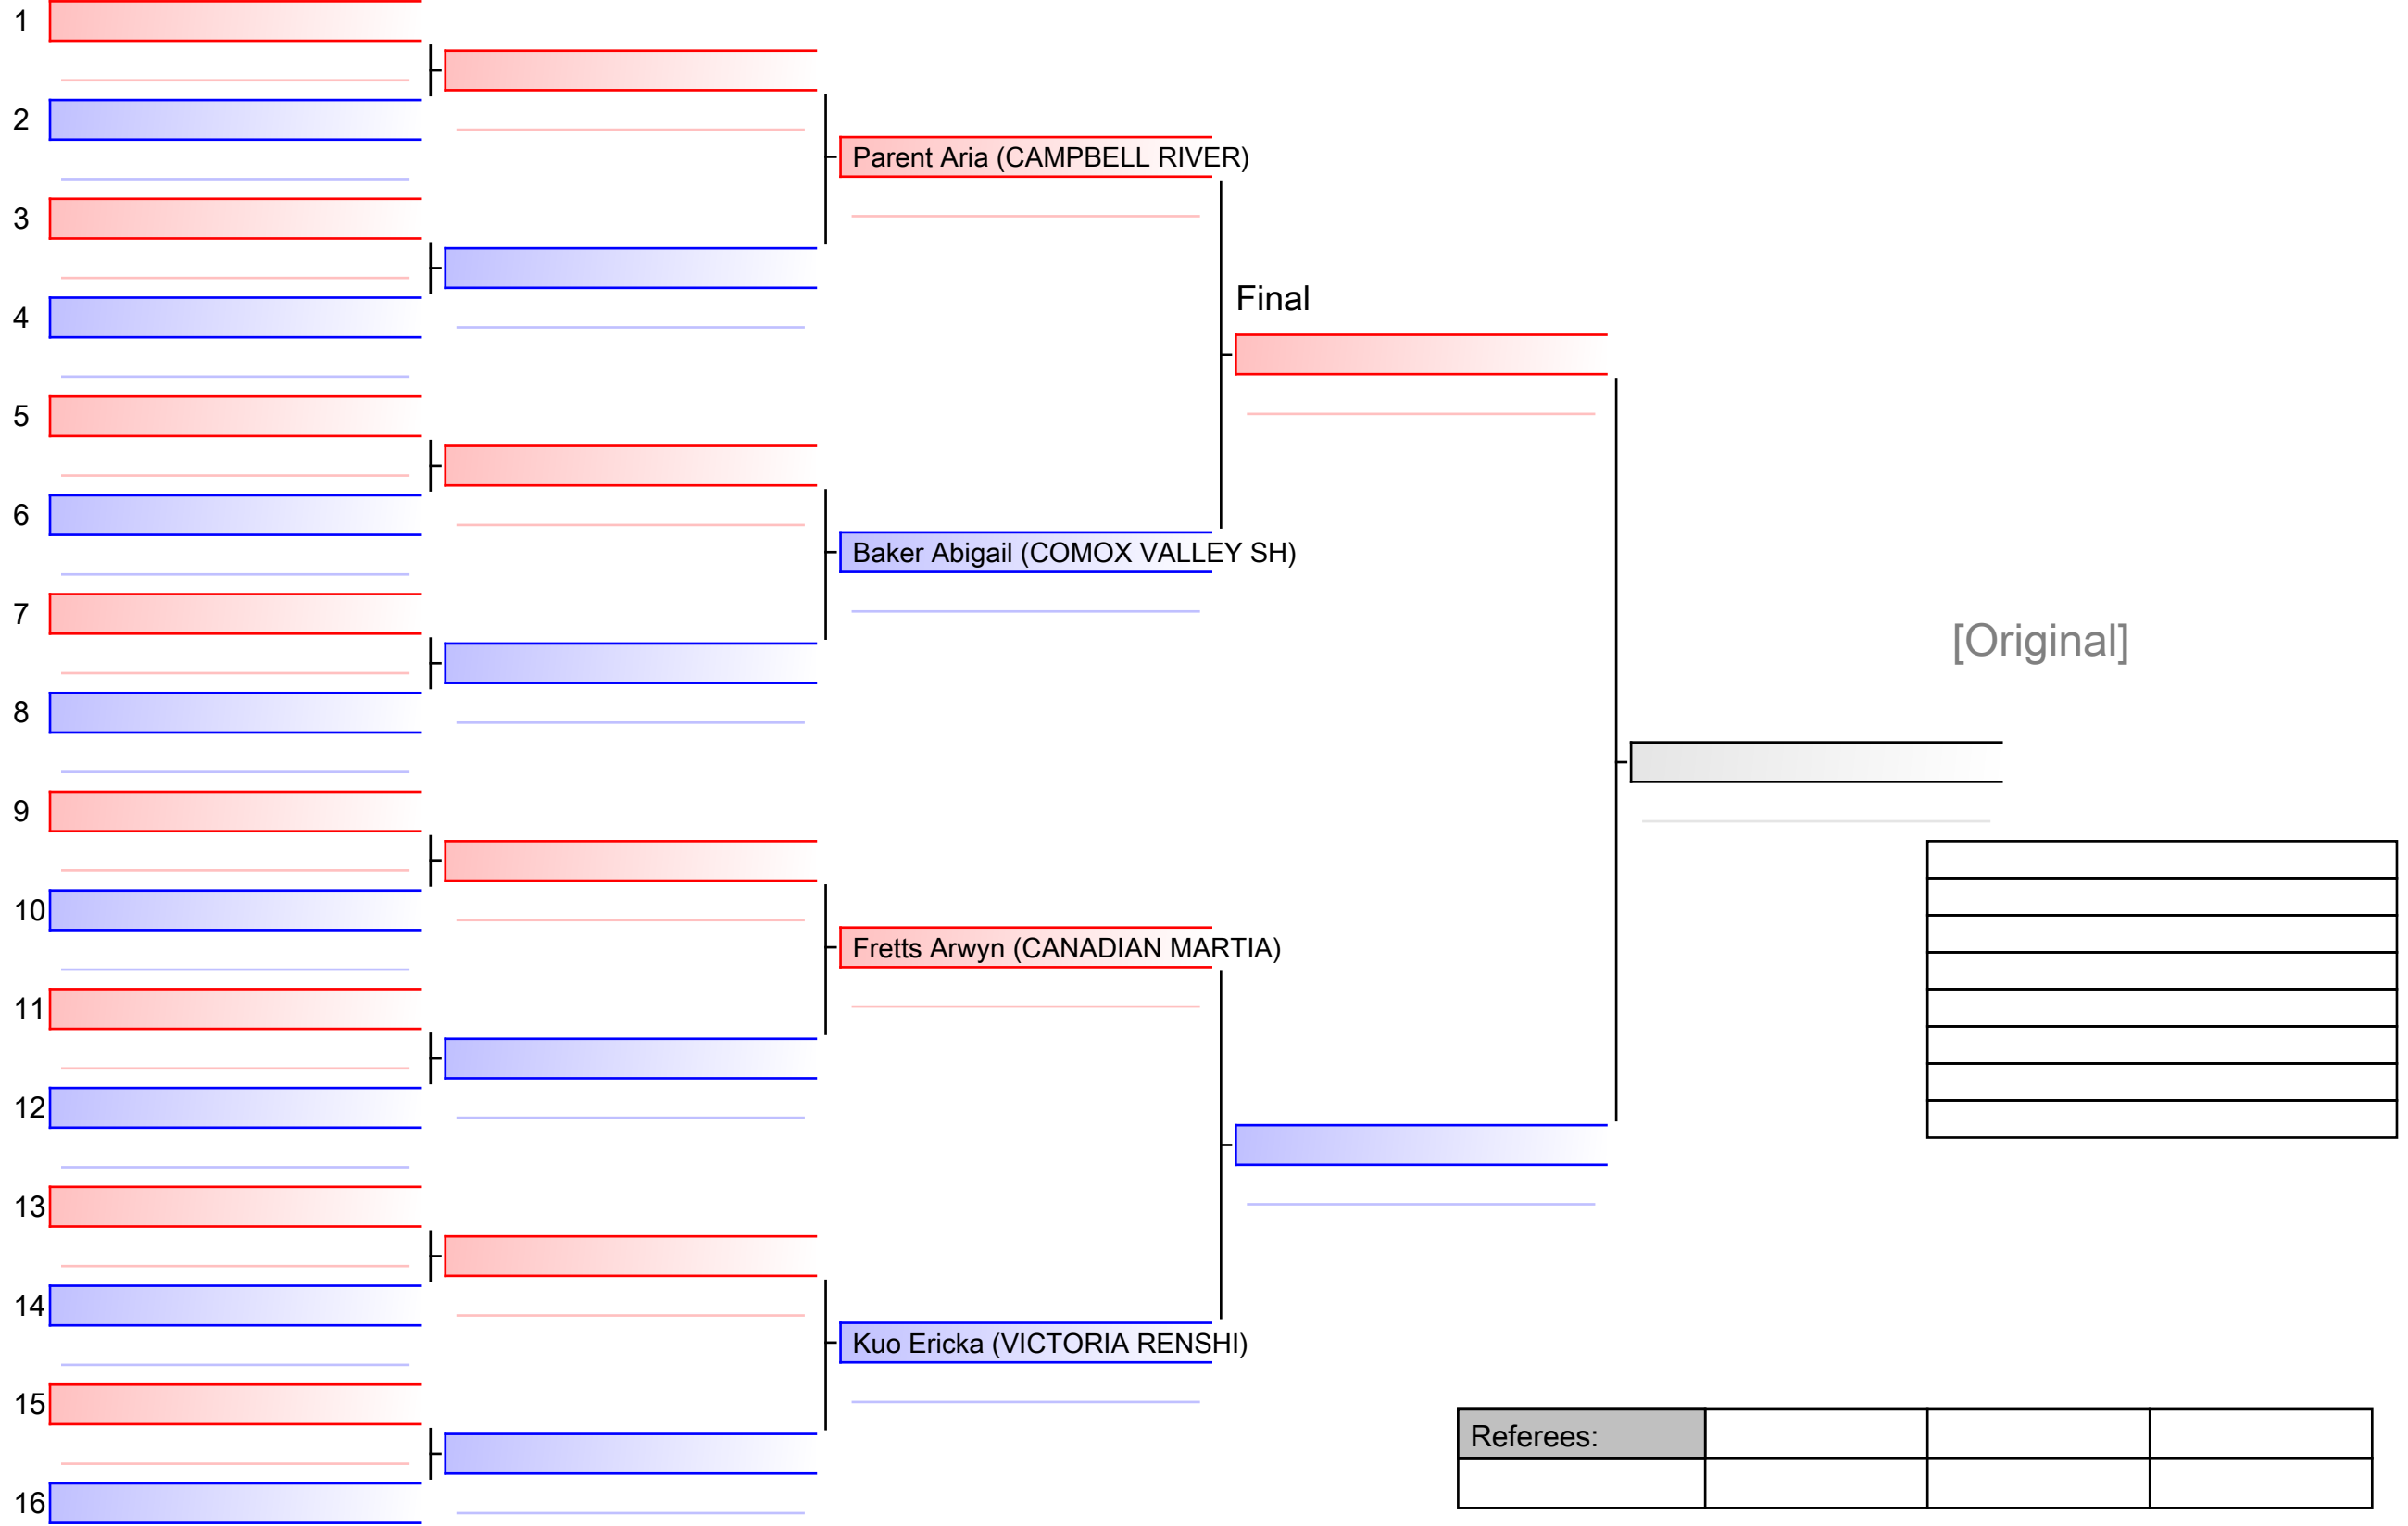 1
2
Parent Aria (CAMPBELL RIVER)
3
Final
4
5
6
Baker Abigail (COMOX VALLEY SH)
7
[Original]
8
9
10
Fretts Arwyn (CANADIAN MARTIA)
11
12
13
14
Kuo Ericka (VICTORIA RENSHI)
15
Referees:
16